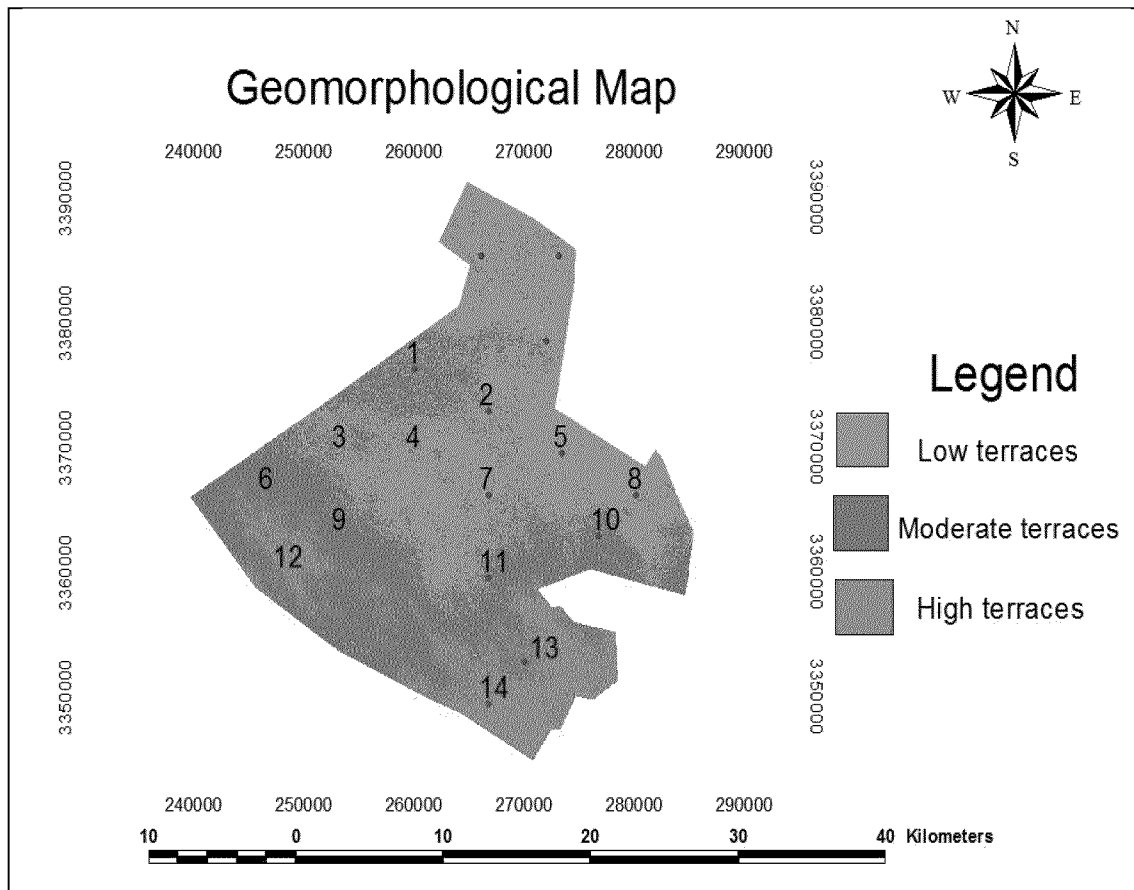 N
Geomorphological Map
W E
S
240000 250000 260000 270000 280000 290000
3390000 3390000
3380000 3380000
1
Legend
2
3 4 5
3370000 3370000
Low terraces
6 7 8
9 10
Moderate terraces
12 11
3360000 3360000
High terraces
13
14
3350000 3350000
240000 250000 260000 270000 280000 290000
10 0 10 20 30 40 Kilometers